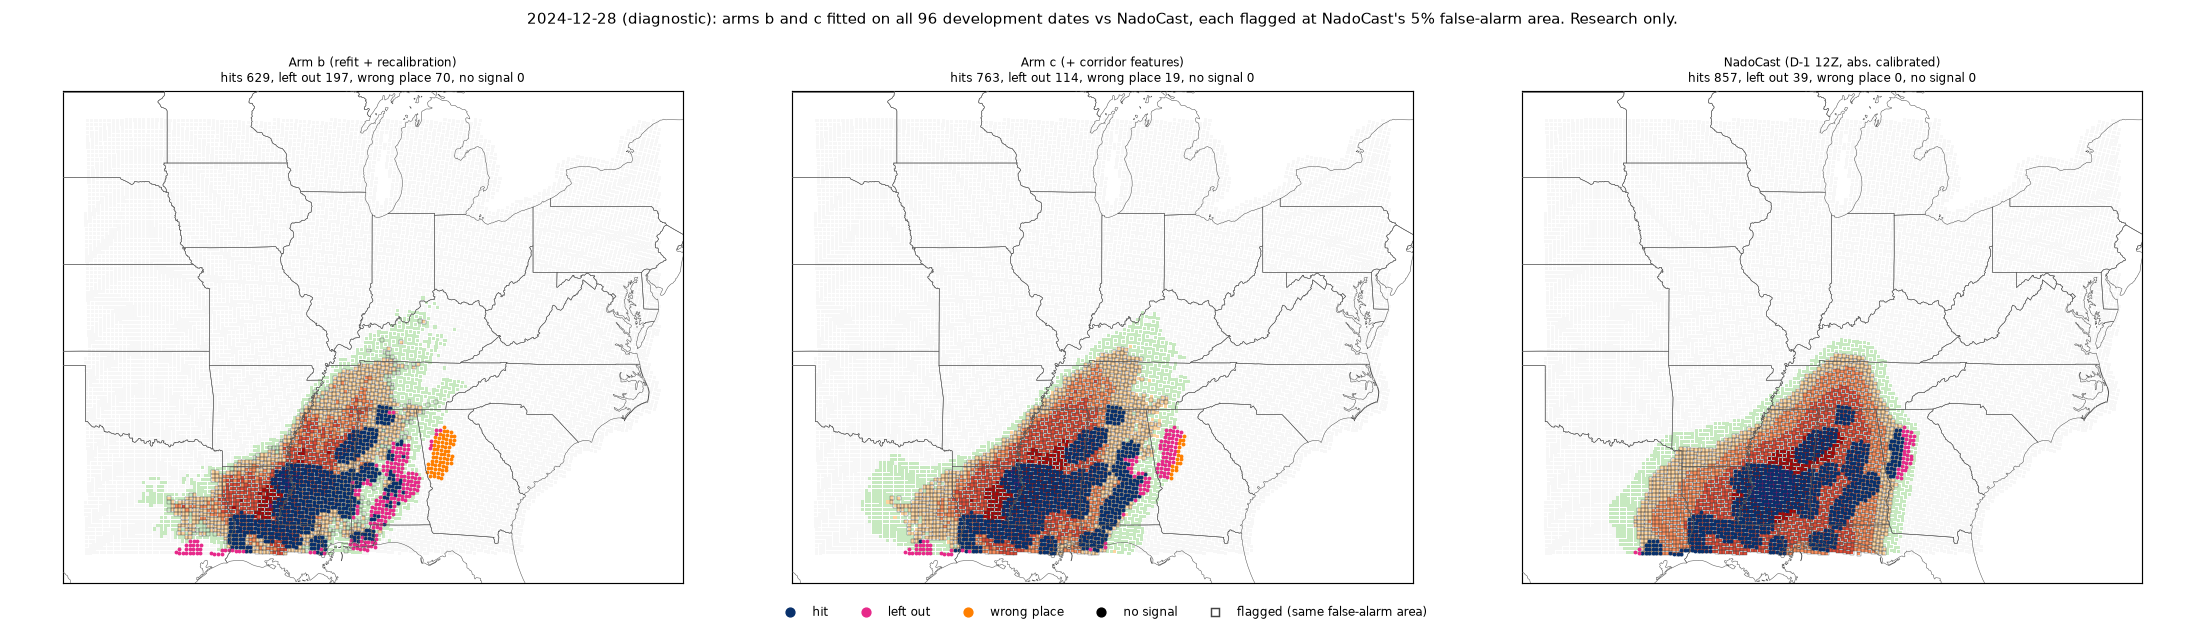 2024-12-28 (diagnostic): arms b and c fitted on all 96 development dates vs NadoCast, each flagged at NadoCast's 5% false-alarm area. Research only.
Arm b (refit + recalibration)
hits 629, left out 197, wrong place 70, no signal 0
Arm c (+ corridor features)
hits 763, left out 114, wrong place 19, no signal 0
NadoCast (D-1 12Z, abs. calibrated)
hits 857, left out 39, wrong place 0, no signal 0
hit left out wrong place no signal flagged (same false-alarm area)